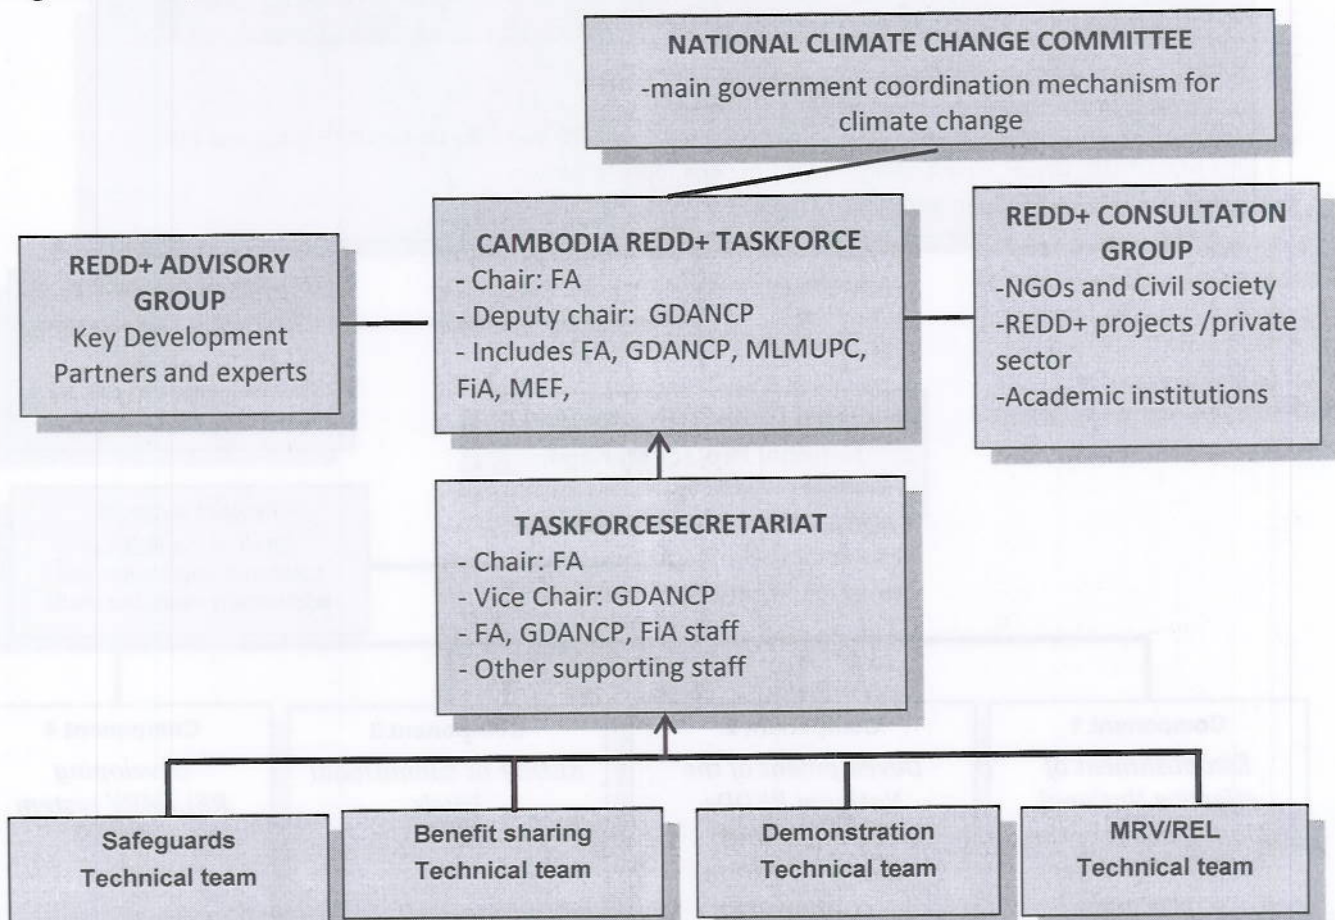 NATIONAL CLIMATE CHANGE COMMITTEE
-main government coordination mechanism for
climate change
REDD+ ADVISORY
GROUP
Key Development
Partners and experts
CAMBODIA REDD+ TASKFORCE
- Chair: FA
- Deputy chair: GDANCP
- Includes FA, GDANCP, MLMUPC,
FiA, MEF,
REDD+ CONSULTATON
GROUP
-NGOs and Civil society
-REDD+ projects /private
sector
-Academic institutions
TASKFORCESECRETARIAT
- Chair: FA
- Vice Chair: GDANCP
- FA, GDANCP, FiA staff
- Other supporting staff
Safeguards
Technical team
Benefit sharing
Technical team
Demonstration
Technical team
MRV/REL
Technical team